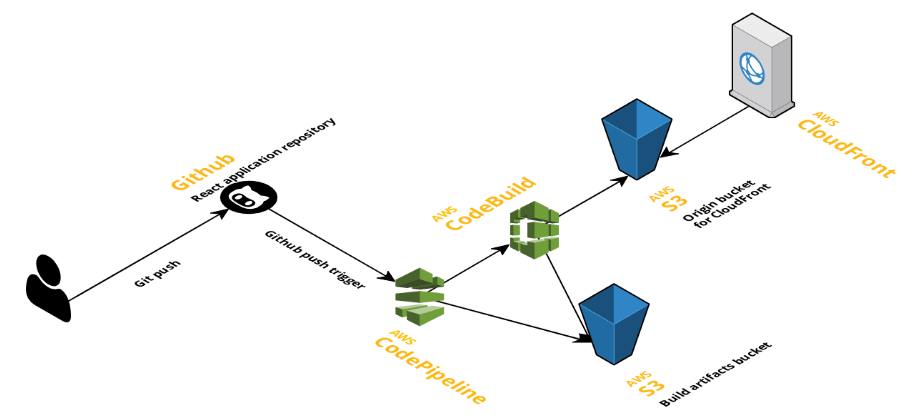 Github
React application repository
Git push
Github push trigger
AWS
CodePipeline
AWS
CodeBuild
AWS
S3
Origin bucket
for CloudFront
AWS
CloudFront
AWS
S3
Build artifacts bucket